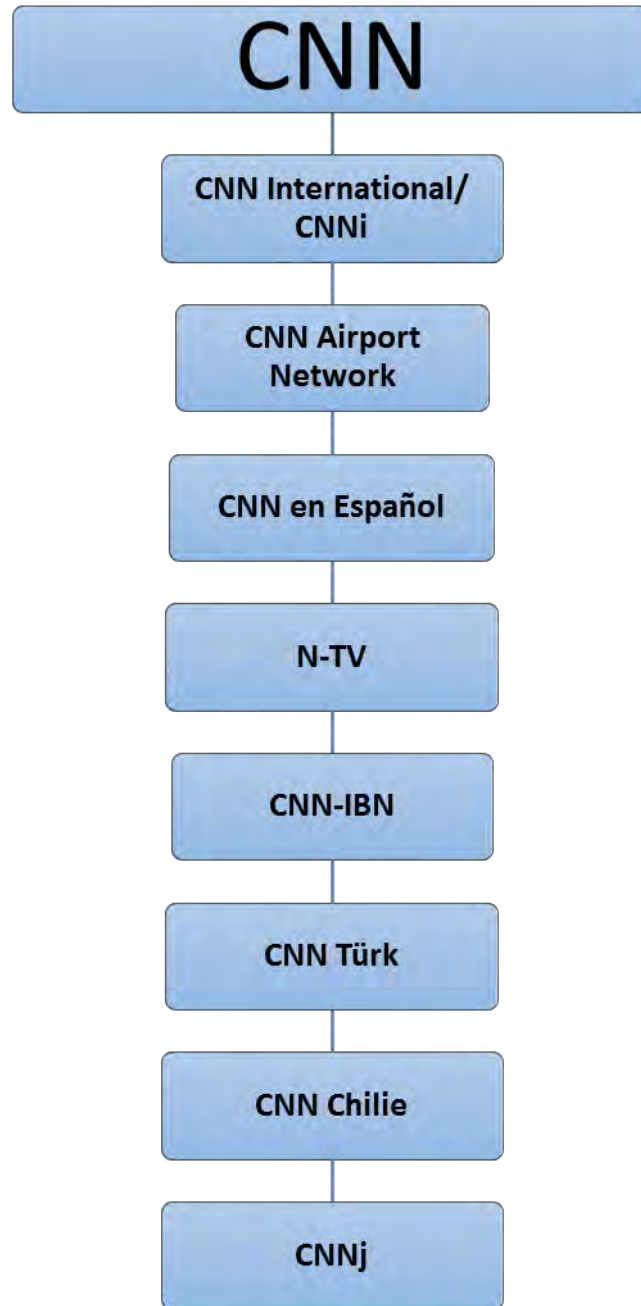 CNN
CNN International/
CNNi
CNN Airport
Network
CNN en Español
N-TV
CNN-IBN
CNN Türk
CNN Chilie
CNNj